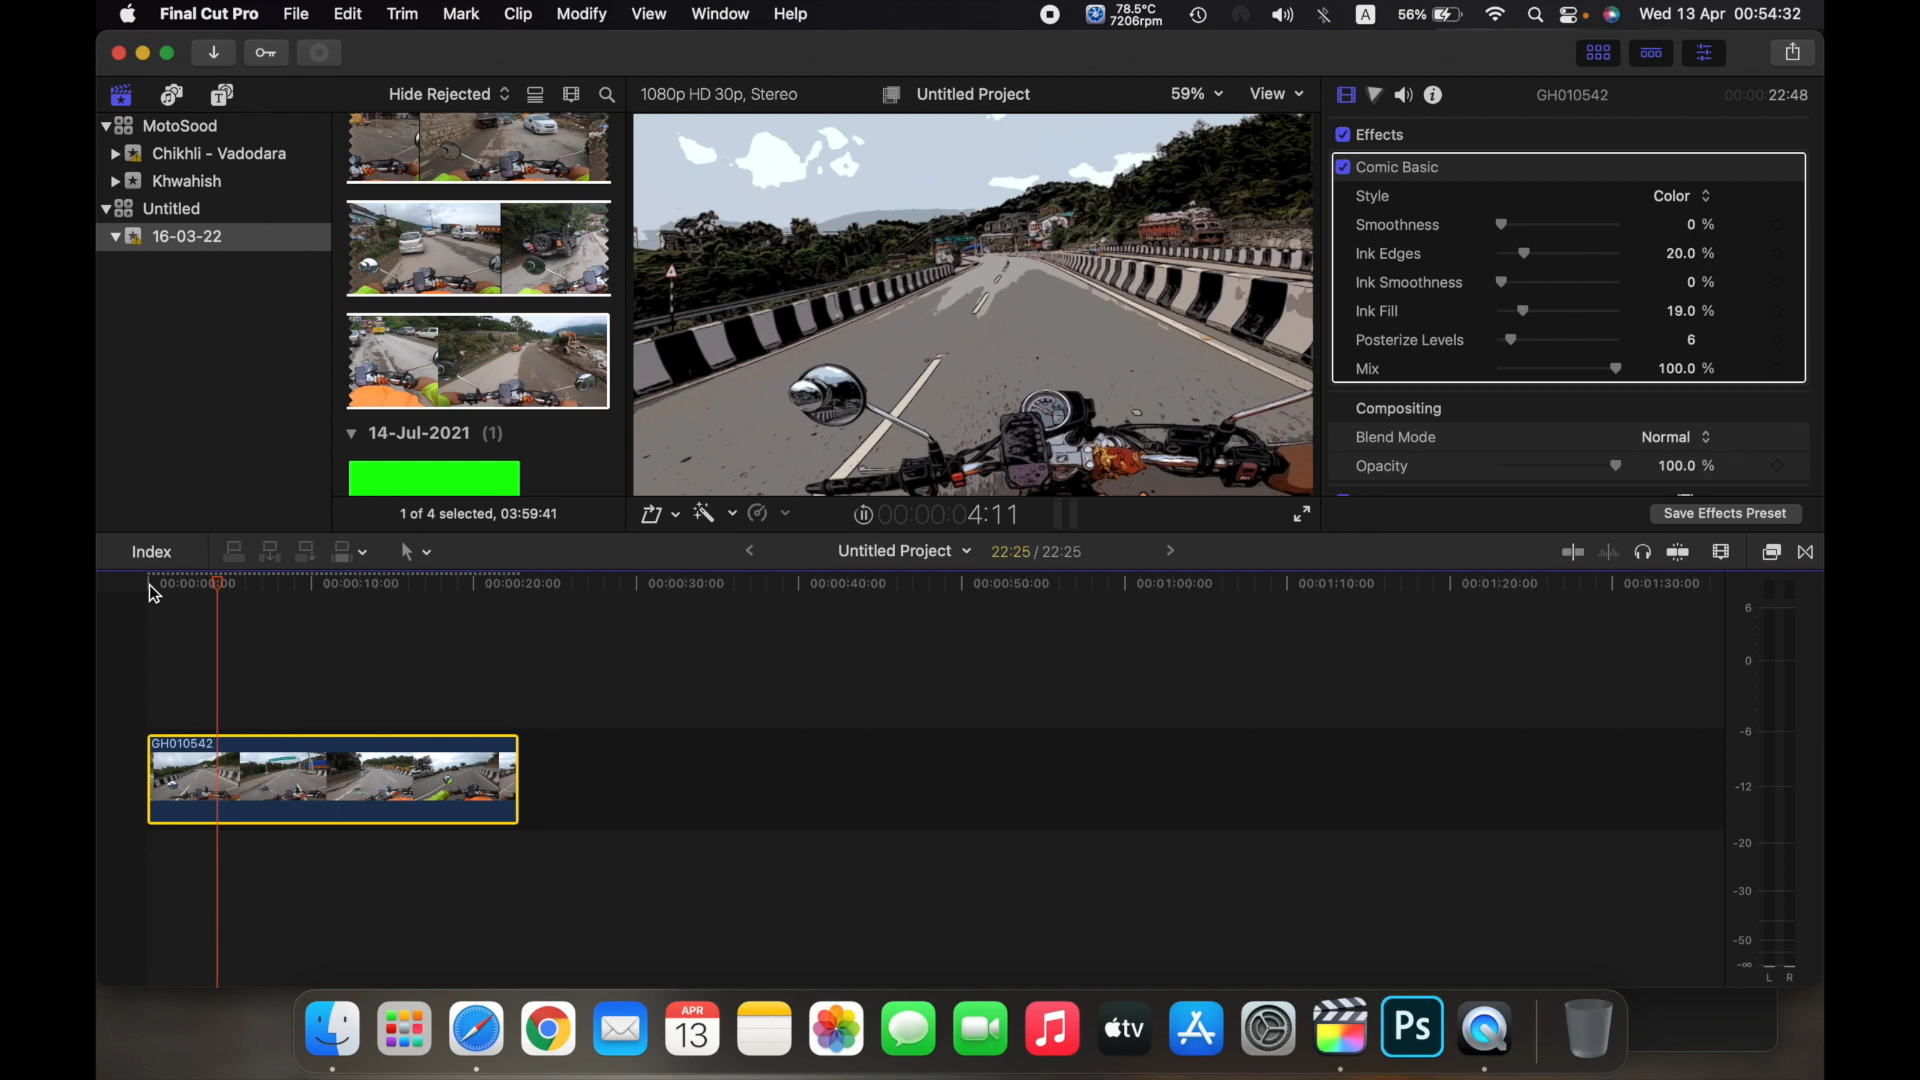 Final Cut Pro File Edit Trim Mark Clip Modify View Window Help 78.5°C 7206rpm A 56% Wed 13 Apr 00:54:32
Hide Rejected 1080p HD 30p, Stereo Untitled Project 59% View GH010542 00:00:22:48
MotoSood
Chikhli - Vadodara
Khwahish
Untitled
16-03-22
14-Jul-2021 (1)
1 of 4 selected, 03:59:41
00:00:04:11
Effects
Comic Basic
Style Color
Smoothness 0 %
Ink Edges 20.0 %
Ink Smoothness 0 %
Ink Fill 19.0 %
Posterize Levels 6
Mix 100.0 %
Compositing
Blend Mode Normal
Opacity 100.0 %
Save Effects Preset
Index Untitled Project 22:25 / 22:25
00:00:00:00 00:00:10:00 00:00:20:00 00:00:30:00 00:00:40:00 00:00:50:00 00:01:00:00 00:01:10:00 00:01:20:00 00:01:30:00
GH010542
6
0
-6
-12
-20
-30
-50
-∞
L R
APR
13
tv
Ps